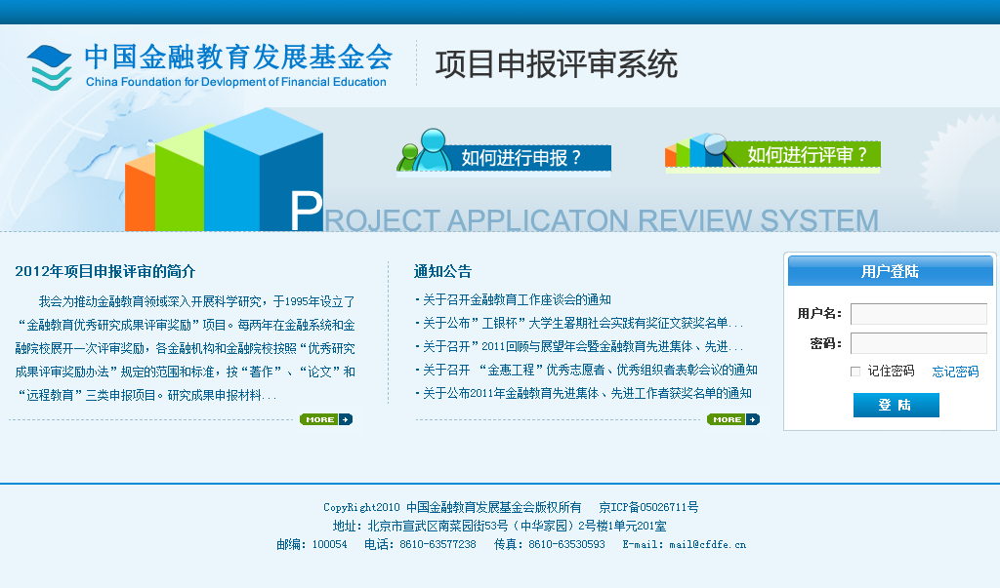 中国金融教育发展基金会
China Foundation for Devlopment of Financial Education
项目申报评审系统
如何进行申报？
如何进行评审？
PROJECT APPLICATON REVIEW SYSTEM
2012年项目申报评审的简介
我会为推动金融教育领域深入开展科学研究，于1995年设立了
“金融教育优秀研究成果评审奖励”项目。每两年在金融系统和金
融院校展开一次评审奖励，各金融机构和金融院校按照“优秀研究
成果评审奖励办法”规定的范围和标准，按“著作”、“论文”和
“远程教育”三类申报项目。研究成果申报材料...
MORE
通知公告
·关于召开金融教育工作座谈会的通知
·关于公布”工银杯”大学生暑期社会实践有奖征文获奖名单...
·关于召开”2011回顾与展望年会暨金融教育先进集体、先进...
·关于召开 “金惠工程”优秀志愿者、优秀组织者表彰会议的通知
·关于公布2011年金融教育先进集体、先进工作者获奖名单的通知
MORE
用户登陆
用户名：
密码：
记住密码 忘记密码
登 陆
CopyRight2010 中国金融教育发展基金会版权所有 京ICP备05026711号
地址：北京市宣武区南菜园街53号（中华家园）2号楼1单元201室
邮编：100054 电话：8610-63577238 传真：8610-63530593 E-mail：mail@cfdfe.cn